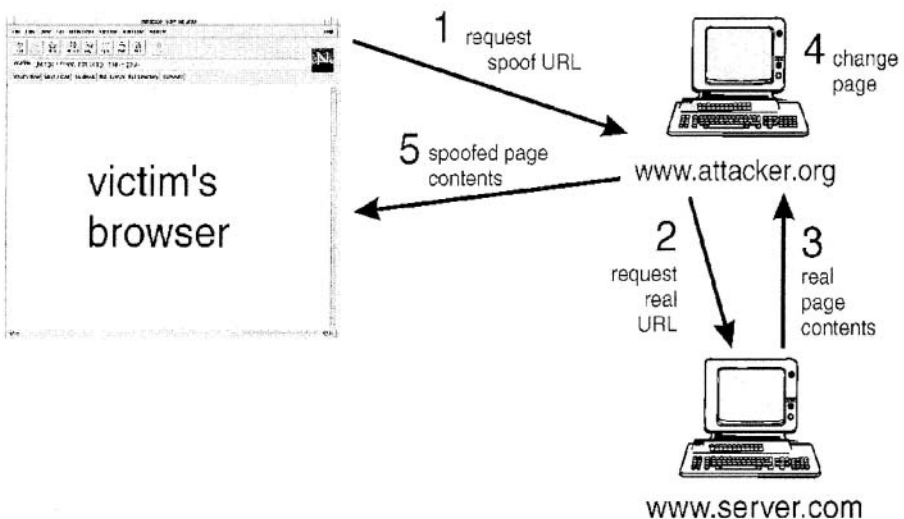 1 request
spoof URL
4 change
page
5 spoofed page
contents
www.attacker.org
victim's
browser
2
request
real
URL
3
real
page
contents
www.server.com
N